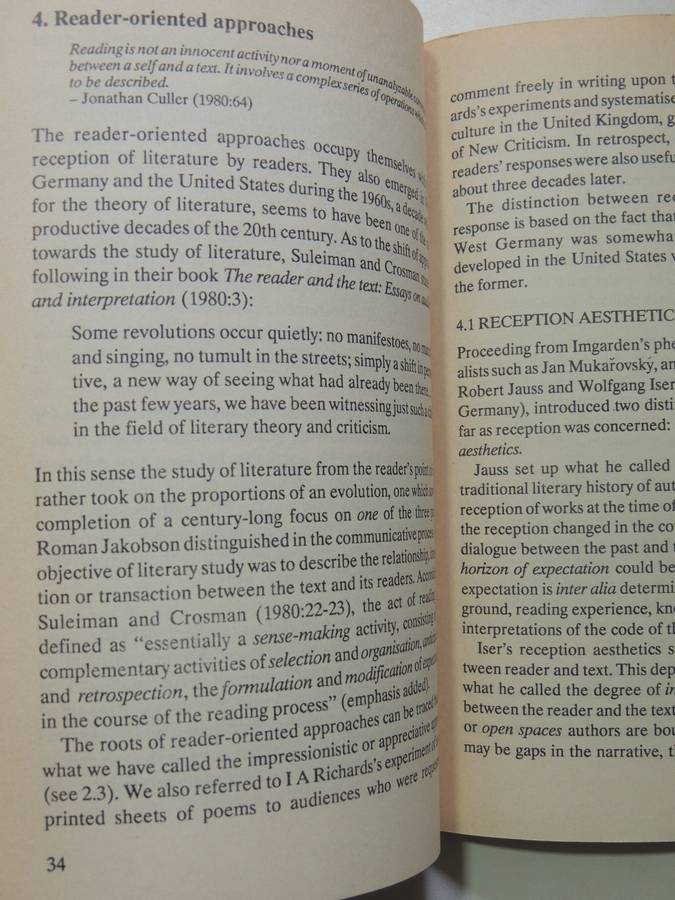 4. Reader-oriented approaches
Reading is not an innocent activity nor a moment of unanalyzable
between a self and a text. It involves a complex series of operations
to be described.
– Jonathan Culler (1980:64)
The reader-oriented approaches occupy themselves
reception of literature by readers. They also emerged in
Germany and the United States during the 1960s, a decade
for the theory of literature, seems to have been one of the
productive decades of the 20th century. As to the shift of
towards the study of literature, Suleiman and Crosman
following in their book The reader and the text: Essays on
and interpretation (1980:3):
Some revolutions occur quietly: no manifestoes, no
and singing, no tumult in the streets; simply a shift in
tive, a new way of seeing what had already been there.
the past few years, we have been witnessing just such a
in the field of literary theory and criticism.
In this sense the study of literature from the reader's point
rather took on the proportions of an evolution, one which
completion of a century-long focus on one of the three
Roman Jakobson distinguished in the communicative
objective of literary study was to describe the relationship,
tion or transaction between the text and its readers.
Suleiman and Crosman (1980:22-23), the act of reading
defined as “essentially a sense-making activity, consisting
complementary activities of selection and organisation,
and retrospection, the formulation and modification of
in the course of the reading process” (emphasis added).
The roots of reader-oriented approaches can be traced
what we have called the impressionistic or appreciative
(see 2.3). We also referred to I A Richards's experiment of
printed sheets of poems to audiences who were
34
comment freely in writing upon
ards's experiments and systematise
culture in the United Kingdom,
of New Criticism. In retrospect,
readers' responses were also
about three decades later.
The distinction between
response is based on the fact that
West Germany was
developed in the United States
the former.
4.1 RECEPTION
Proceeding from Imgarden's
alists such as Jan Mukařovský,
Robert Jauss and Wolfgang Iser
Germany), introduced two
far as reception was concerned:
aesthetics.
Jauss set up what he called
traditional literary history of
reception of works at the time of
the reception changed in the
dialogue between the past and
horizon of expectation could be
expectation is inter alia
ground, reading experience,
interpretations of the code of
Iser's reception aesthetics
tween reader and text. This
what he called the degree of
between the reader and the text
or open spaces authors are
may be gaps in the narrative,